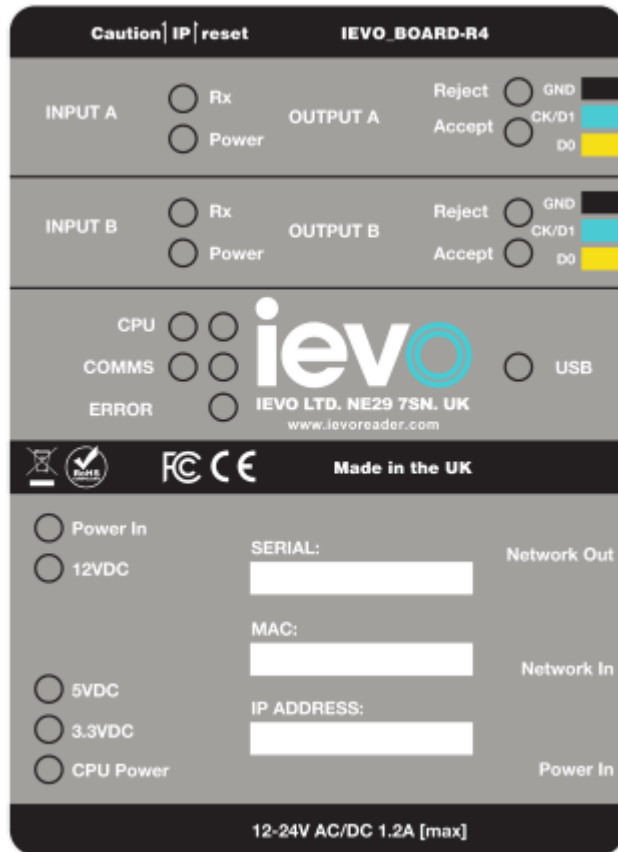 Caution IP reset IEVO_BOARD-R4
INPUT A Rx OUTPUT A Reject GND
Power Accept CK/D1
D0
INPUT B Rx OUTPUT B Reject GND
Power Accept CK/D1
D0
CPU
COMMS
ERROR
ievo
IEVO LTD. NE29 7SN. UK
www.ievoreader.com
USB
RoHS
FC CE Made in the UK
Power In
12VDC
SERIAL:
Network Out
MAC:
Network In
5VDC
3.3VDC
CPU Power
IP ADDRESS:
Power In
12-24V AC/DC 1.2A [max]